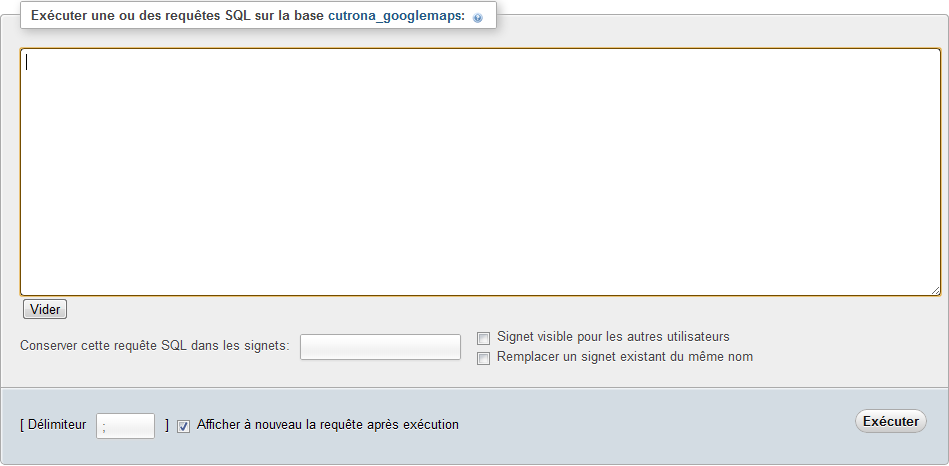 Exécuter une ou des requêtes SQL sur la base cutrona_googlemaps:
Vider
Conserver cette requête SQL dans les signets:
Signet visible pour les autres utilisateurs
Remplacer un signet existant du même nom
[ Délimiteur ; ] Afficher à nouveau la requête après exécution
Exécuter